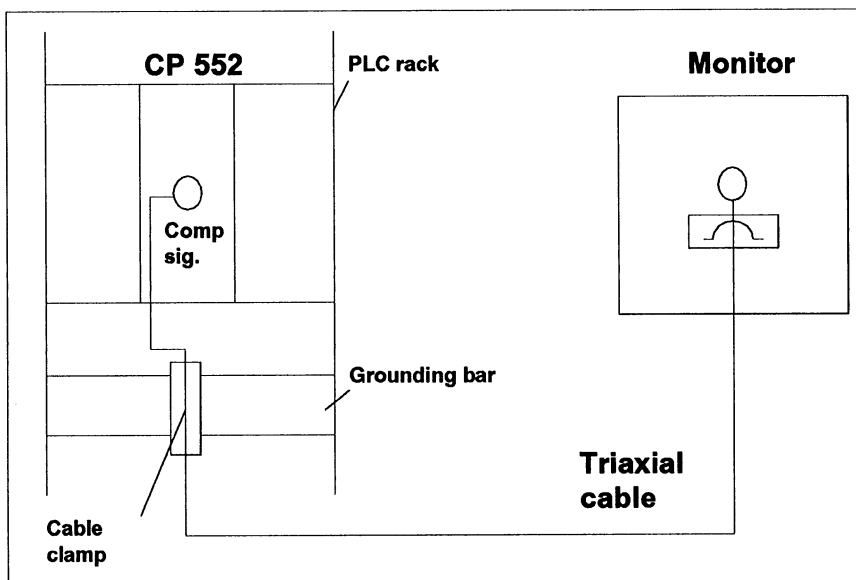 CP 552
PLC rack
Monitor
Comp
sig.
Grounding bar
Triaxial
cable
Cable
clamp